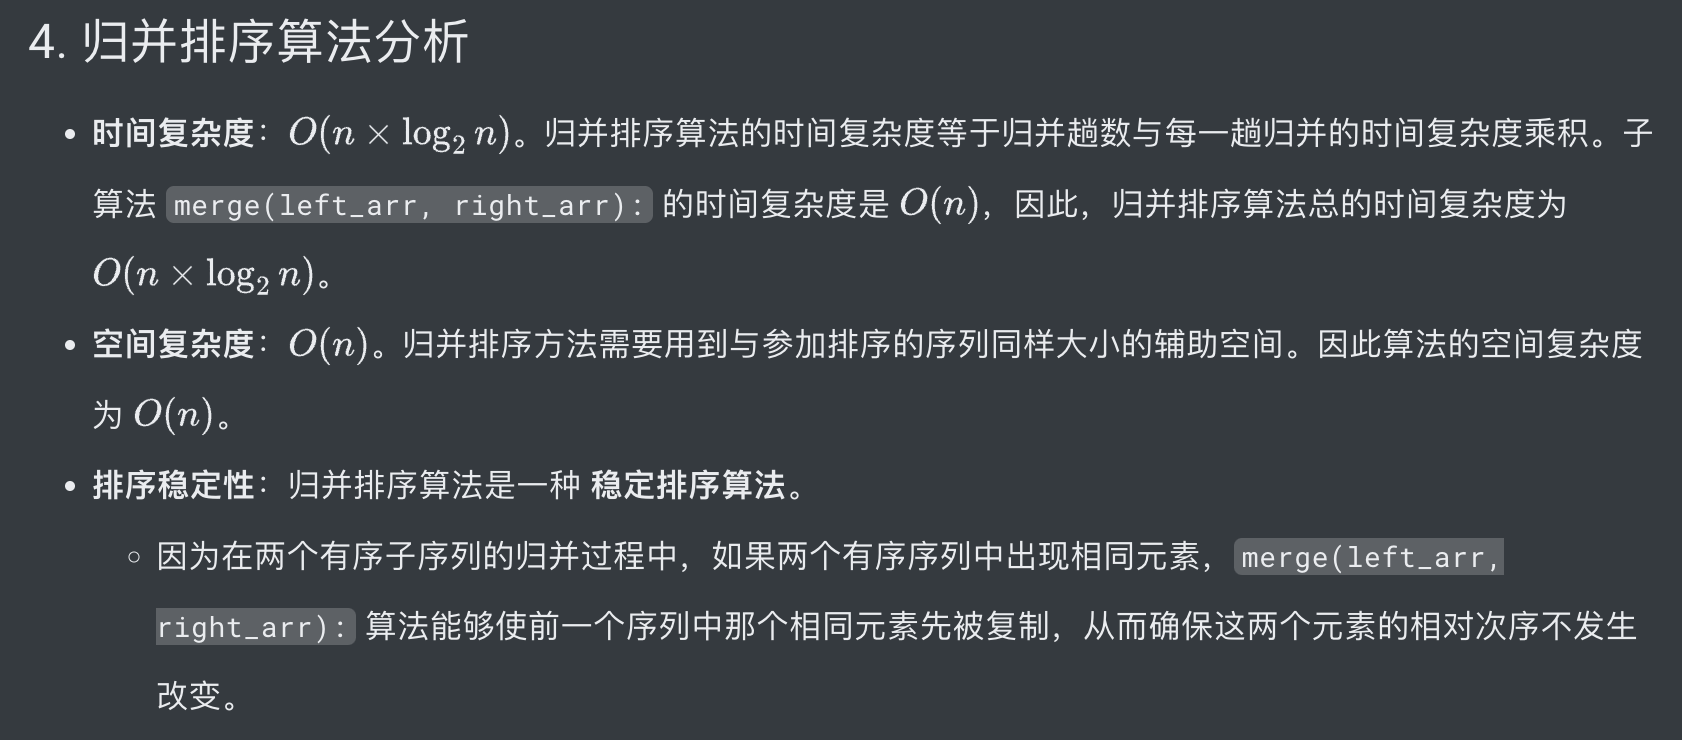 4. 归并排序算法分析
• 时间复杂度：O(n × log₂ n)。归并排序算法的时间复杂度等于归并趟数与每一趟归并的时间复杂度乘积。子
算法 merge(left_arr, right_arr): 的时间复杂度是 O(n)，因此，归并排序算法总的时间复杂度为
O(n × log₂ n)。
• 空间复杂度：O(n)。归并排序方法需要用到与参加排序的序列同样大小的辅助空间。因此算法的空间复杂度
为 O(n)。
• 排序稳定性：归并排序算法是一种 稳定排序算法。
◦ 因为在两个有序子序列的归并过程中，如果两个有序序列中出现相同元素，merge(left_arr,
right_arr): 算法能够使前一个序列中那个相同元素先被复制，从而确保这两个元素的相对次序不发生
改变。